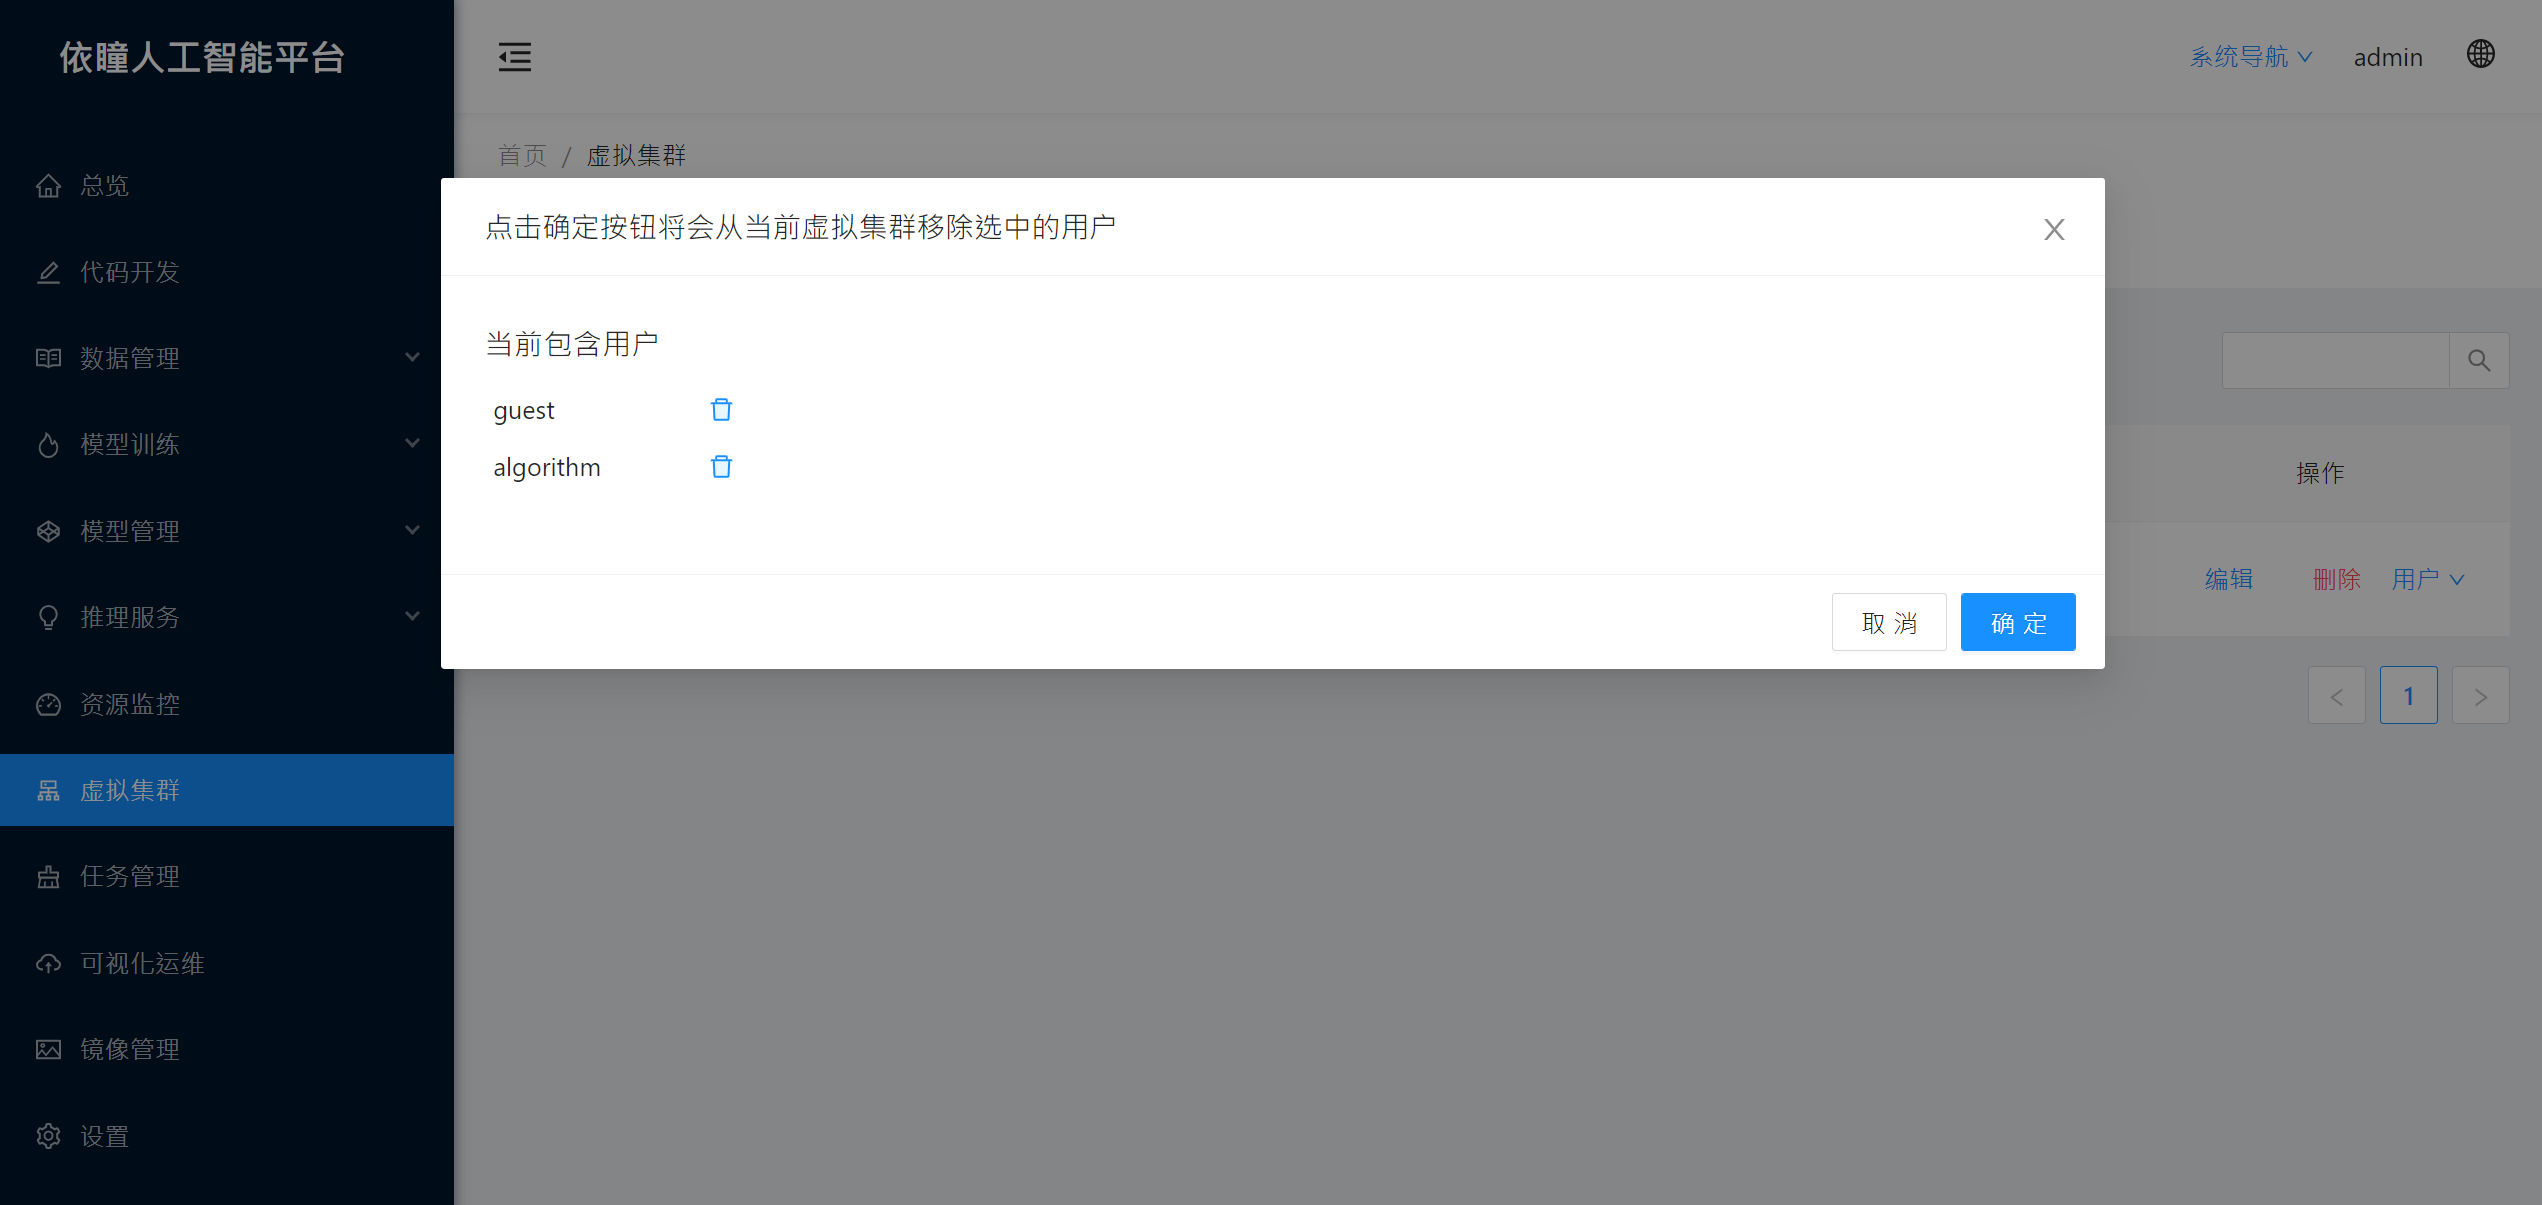 依瞳人工智能平台
系统导航
admin
首页 / 虚拟集群
总览
代码开发
数据管理
模型训练
模型管理
推理服务
资源监控
虚拟集群
任务管理
可视化运维
镜像管理
设置
点击确定按钮将会从当前虚拟集群移除选中的用户
当前包含用户
guest
algorithm
取 消 确 定
操作
编辑 删除 用户
1